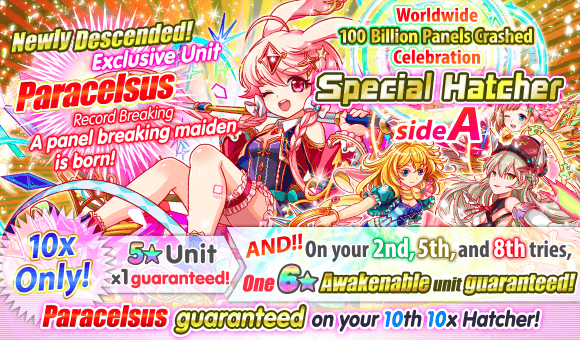 Newly Descended!
Exclusive Unit
Paracelsus
Record Breaking
A panel breaking maiden
is born!
Worldwide
100 Billion Panels Crashed
Celebration
Special Hatcher
side A
10x
Only!
5★ Unit
x1 guaranteed!
AND!! On your 2nd, 5th, and 8th tries,
One 6★ Awakenable unit guaranteed!
Paracelsus guaranteed on your 10th 10x Hatcher!